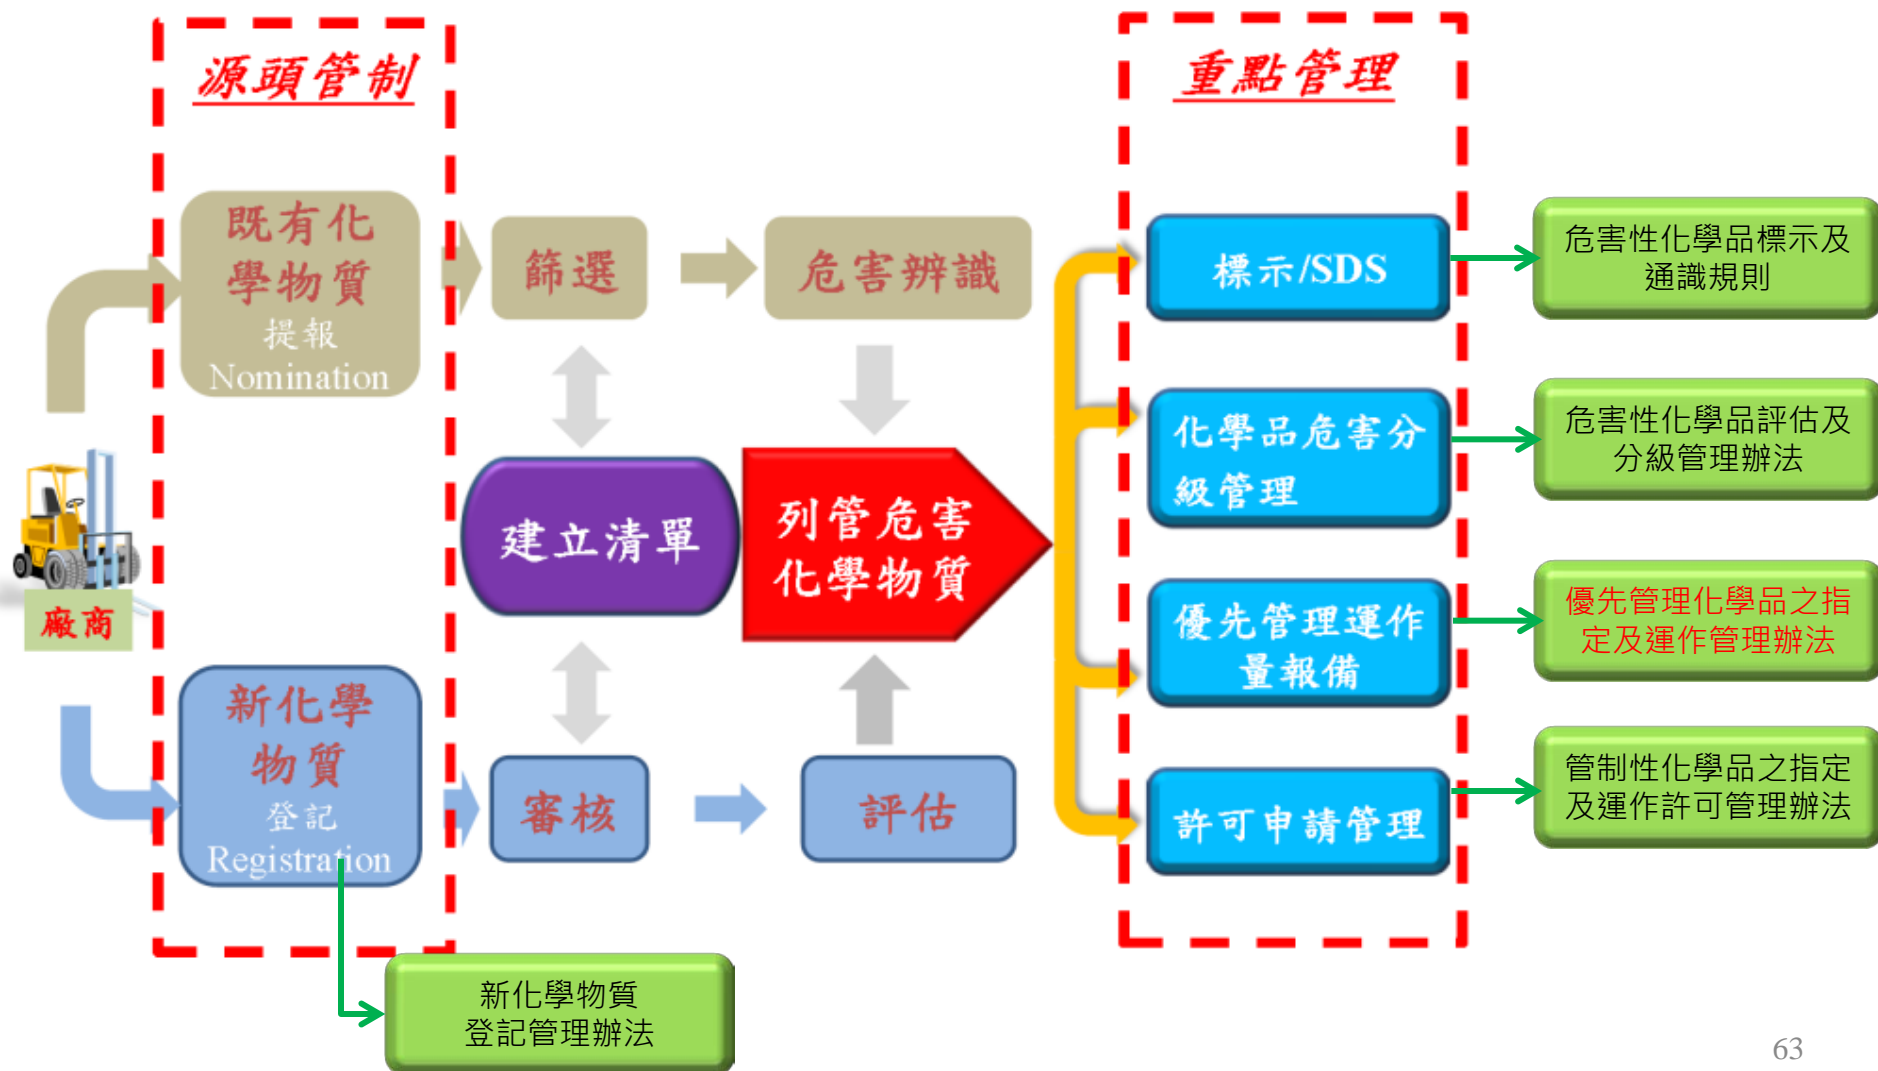 源頭管制
既有化
學物質
提報
Nomination
篩選
危害辨識
建立清單
列管危害
化學物質
廠商
新化學
物質
登記
Registration
審核
評估
新化學物質
登記管理辦法
重點管理
標示/SDS
危害性化學品標示及
通識規則
化學品危害分
級管理
危害性化學品評估及
分級管理辦法
優先管理運作
量報備
優先管理化學品之指
定及運作管理辦法
許可申請管理
管制性化學品之指定
及運作許可管理辦法
63